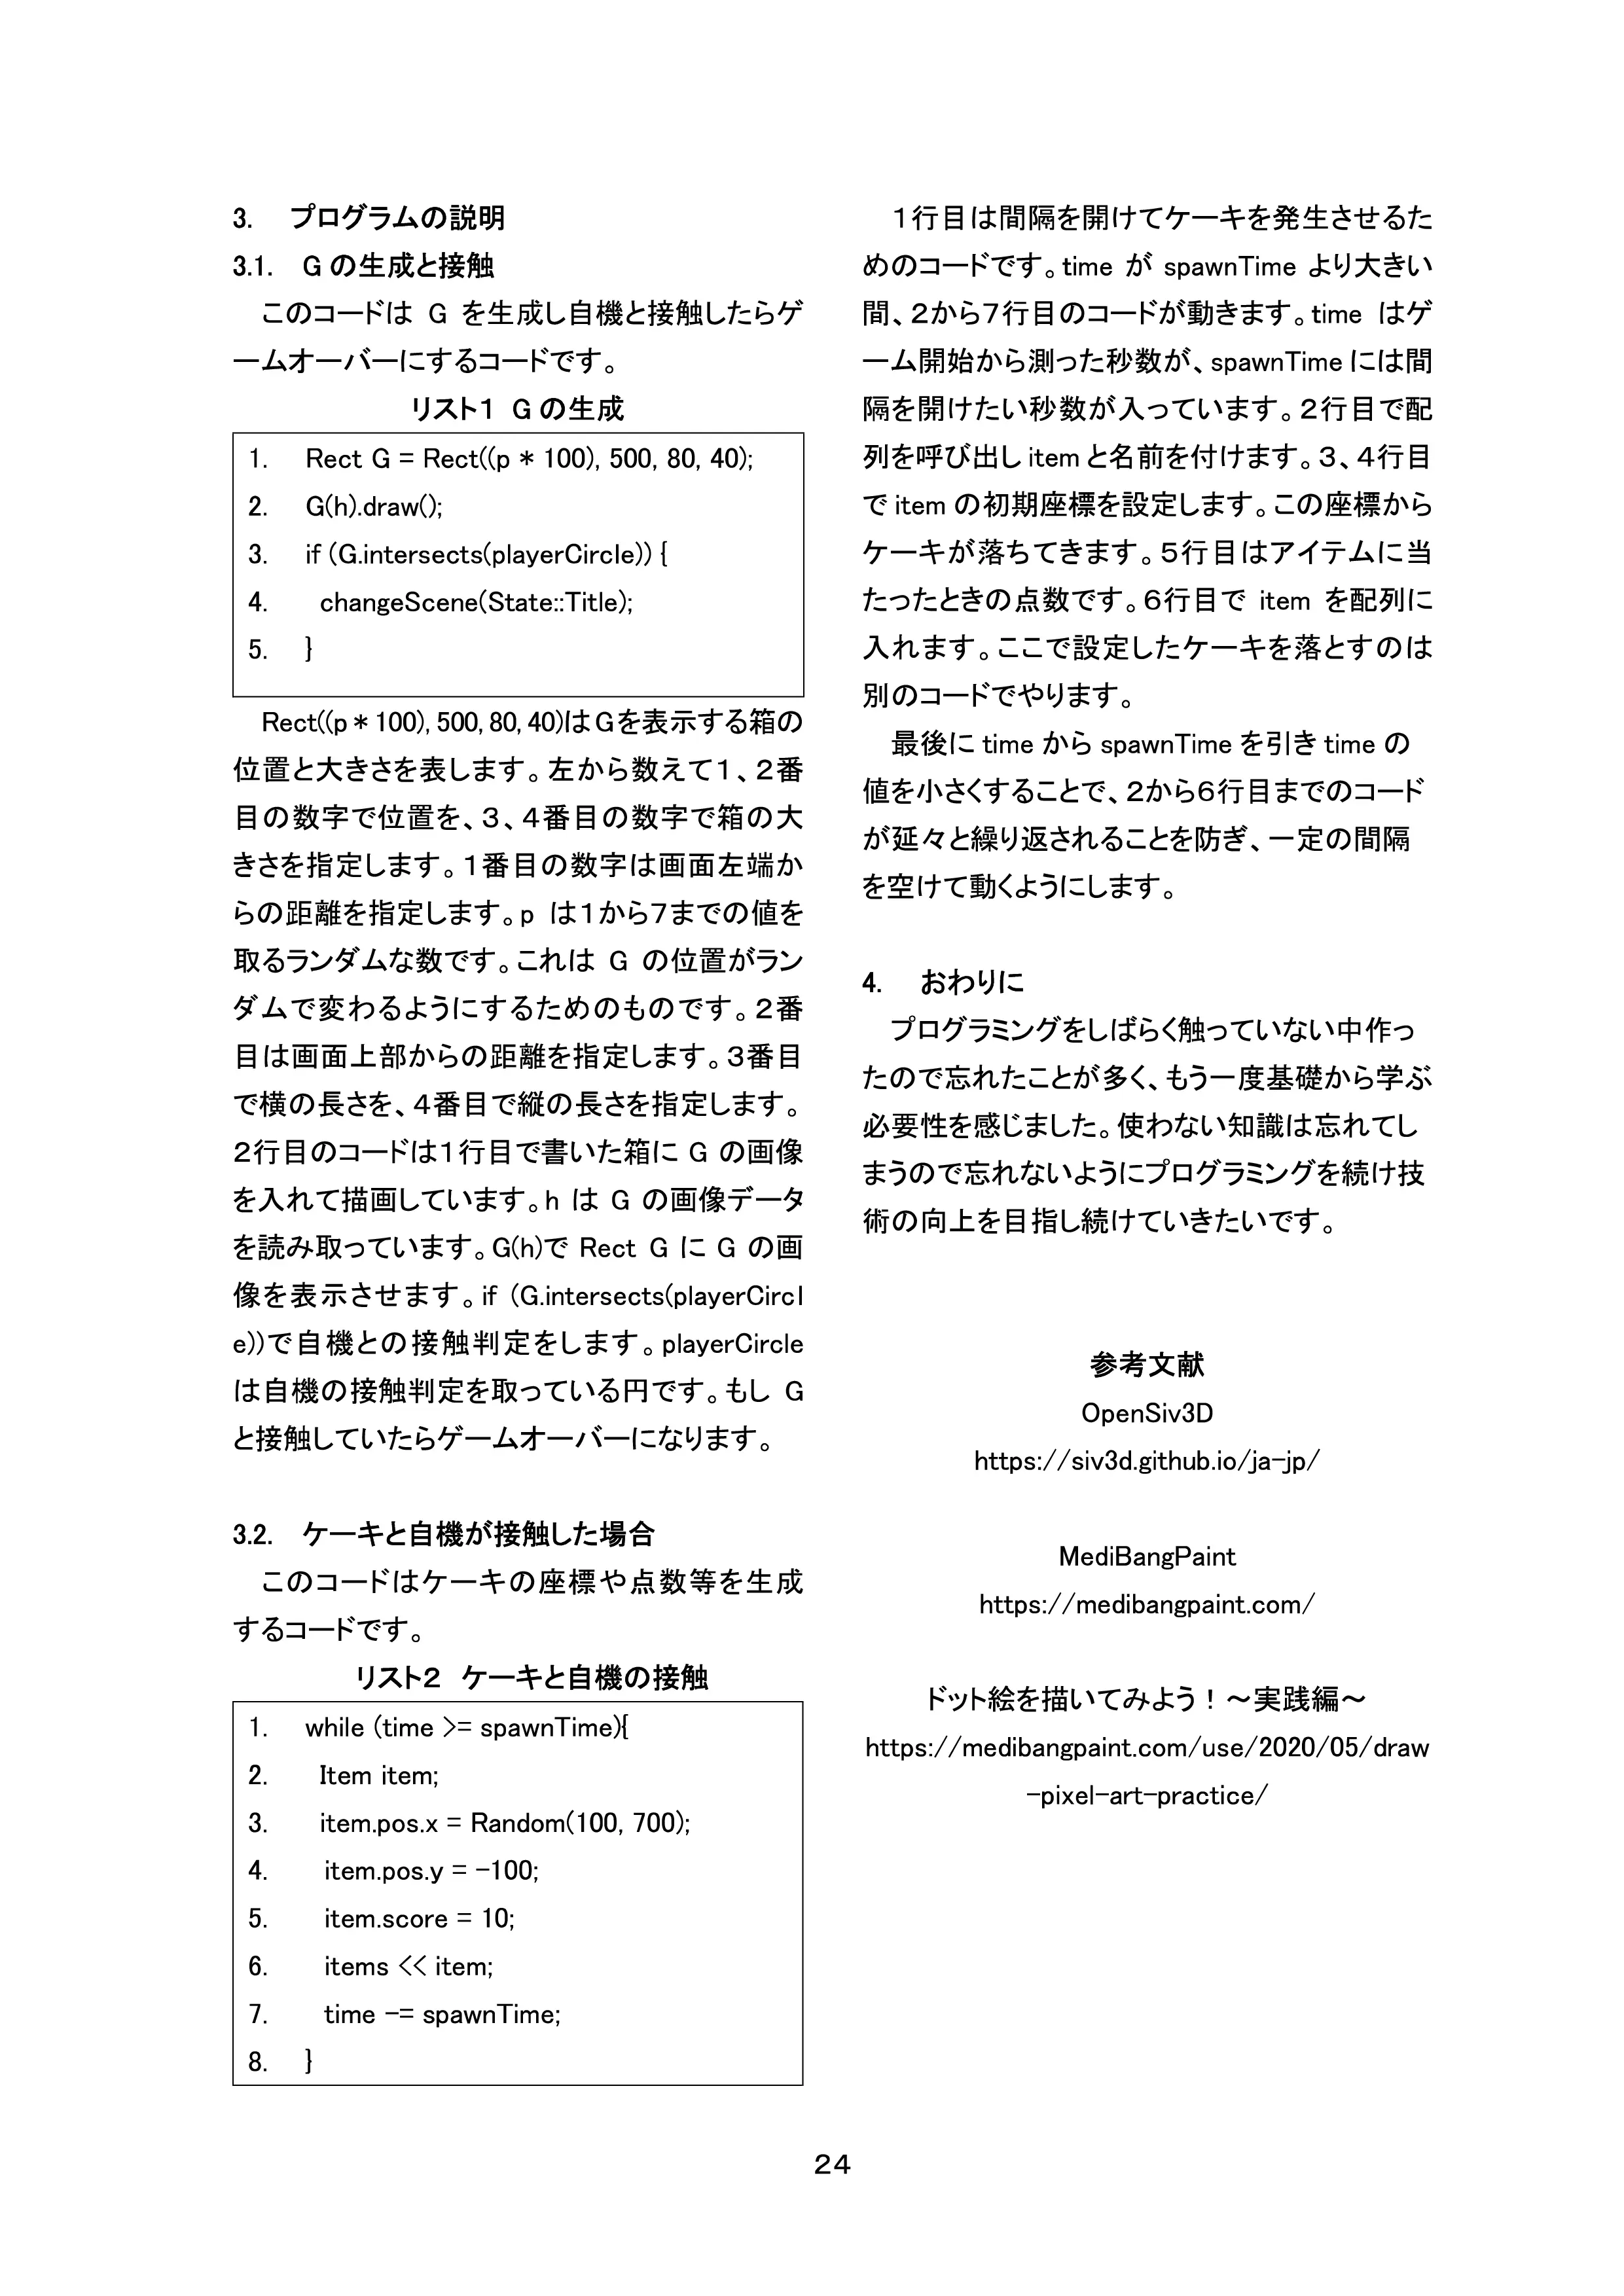 3. プログラムの説明
3.1. G の生成と接触
このコードは G を生成し自機と接触したらゲ
ームオーバーにするコードです。
リスト1 G の生成
1. Rect G = Rect((p * 100), 500, 80, 40);
2. G(h).draw();
3. if (G.intersects(playerCircle)) {
4. changeScene(State::Title);
5. }
Rect((p * 100), 500, 80, 40)はGを表示する箱の
位置と大きさを表します。左から数えて1、2番
目の数字で位置を、3、4番目の数字で箱の大
きさを指定します。1番目の数字は画面左端か
らの距離を指定します。p は1から7までの値を
取るランダムな数です。これは G の位置がラン
ダムで変わるようにするためのものです。2番
目は画面上部からの距離を指定します。3番目
で横の長さを、4番目で縦の長さを指定します。
2行目のコードは1行目で書いた箱に G の画像
を入れて描画しています。h は G の画像データ
を読み取っています。G(h)で Rect G に G の画
像を表示させます。if (G.intersects(playerCircl
e))で自機との接触判定をします。playerCircle
は自機の接触判定を取っている円です。もし G
と接触していたらゲームオーバーになります。
3.2. ケーキと自機が接触した場合
このコードはケーキの座標や点数等を生成
するコードです。
リスト2 ケーキと自機の接触
1. while (time >= spawnTime){
2. Item item;
3. item.pos.x = Random(100, 700);
4. item.pos.y = -100;
5. item.score = 10;
6. items << item;
7. time -= spawnTime;
8. }
1行目は間隔を開けてケーキを発生させるた
めのコードです。time が spawnTime より大きい
間、2から7行目のコードが動きます。time はゲ
ーム開始から測った秒数が、spawnTime には間
隔を開けたい秒数が入っています。2行目で配
列を呼び出し item と名前を付けます。3、4行目
で item の初期座標を設定します。この座標から
ケーキが落ちてきます。5行目はアイテムに当
たったときの点数です。6行目で item を配列に
入れます。ここで設定したケーキを落とすのは
別のコードでやります。
最後に time から spawnTime を引き time の
値を小さくすることで、2から6行目までのコード
が延々と繰り返されることを防ぎ、一定の間隔
を空けて動くようにします。
4. おわりに
プログラミングをしばらく触っていない中作っ
たので忘れたことが多く、もう一度基礎から学ぶ
必要性を感じました。使わない知識は忘れてし
まうので忘れないようにプログラミングを続け技
術の向上を目指し続けていきたいです。
参考文献
OpenSiv3D
https://siv3d.github.io/ja-jp/
MediBangPaint
https://medibangpaint.com/
ドット絵を描いてみよう！～実践編～
https://medibangpaint.com/use/2020/05/draw
-pixel-art-practice/
24